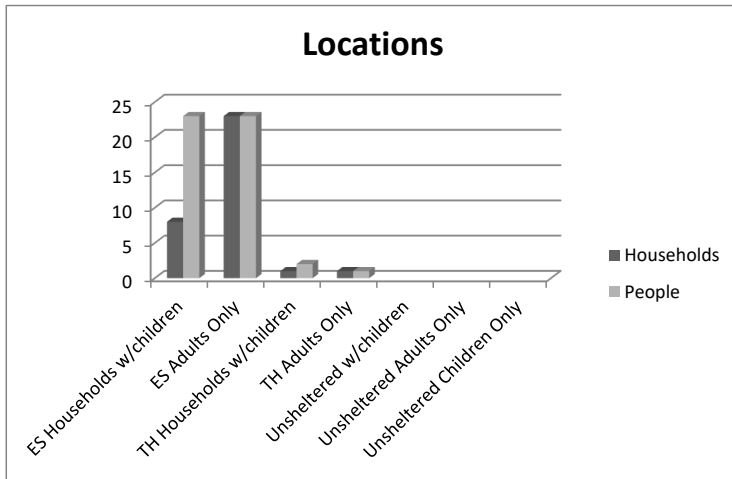 Locations
25
20
15
10
5
0
ES Households w/children
ES Adults Only
TH Households w/children
TH Adults Only
Unsheltered w/children
Unsheltered Adults Only
Unsheltered Children Only
Households
People